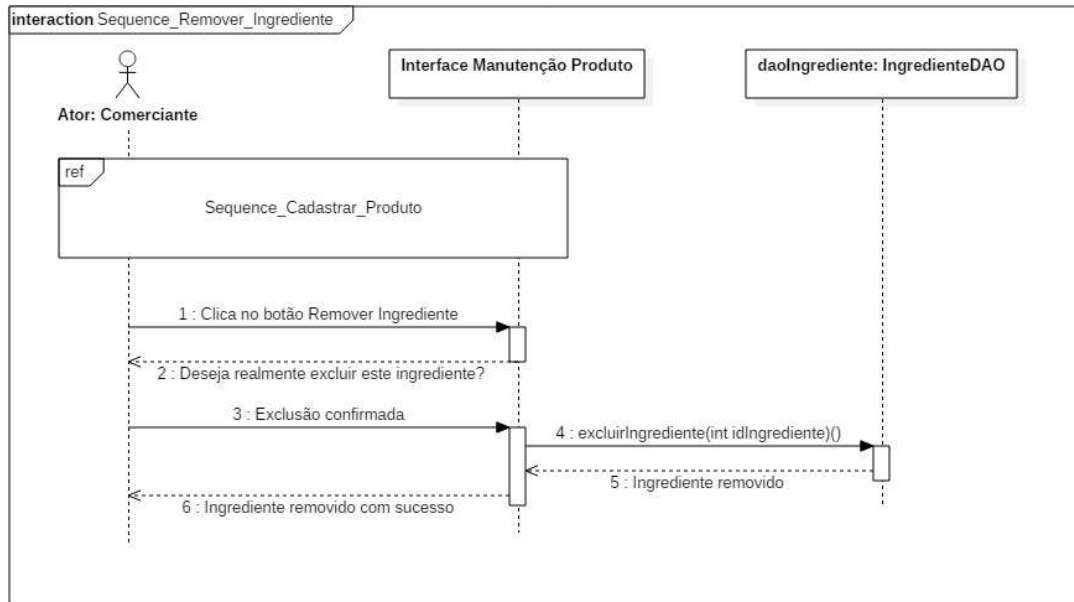 interaction Sequence_Remover_Ingrediente
Ator: Comerciante
Interface Manutenção Produto
daoIngrediente: IngredienteDAO
ref
Sequence_Cadastrar_Produto
1 : Clica no botão Remover Ingrediente
2 : Deseja realmente excluir este ingrediente?
3 : Exclusão confirmada
4 : excluirIngrediente(int idIngrediente)()
5 : Ingrediente removido
6 : Ingrediente removido com sucesso